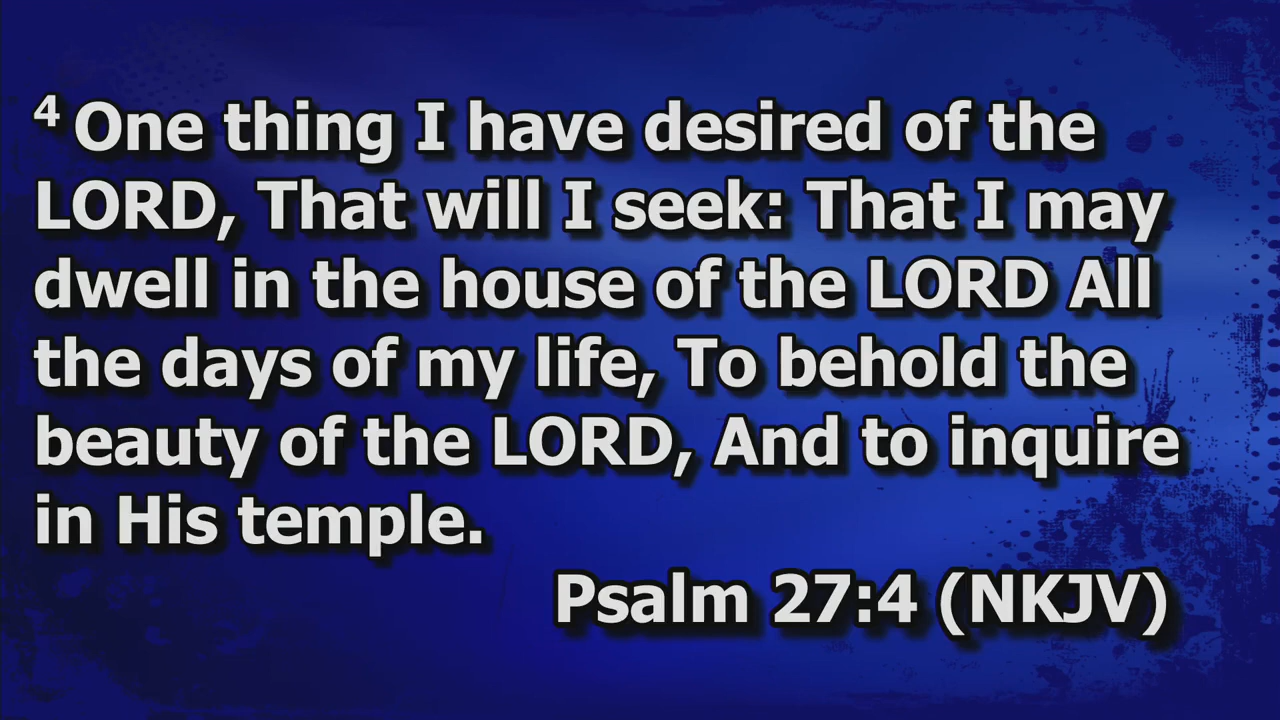 4 One thing I have desired of the
LORD, That will I seek: That I may
dwell in the house of the LORD All
the days of my life, To behold the
beauty of the LORD, And to inquire
in His temple.
Psalm 27:4 (NKJV)